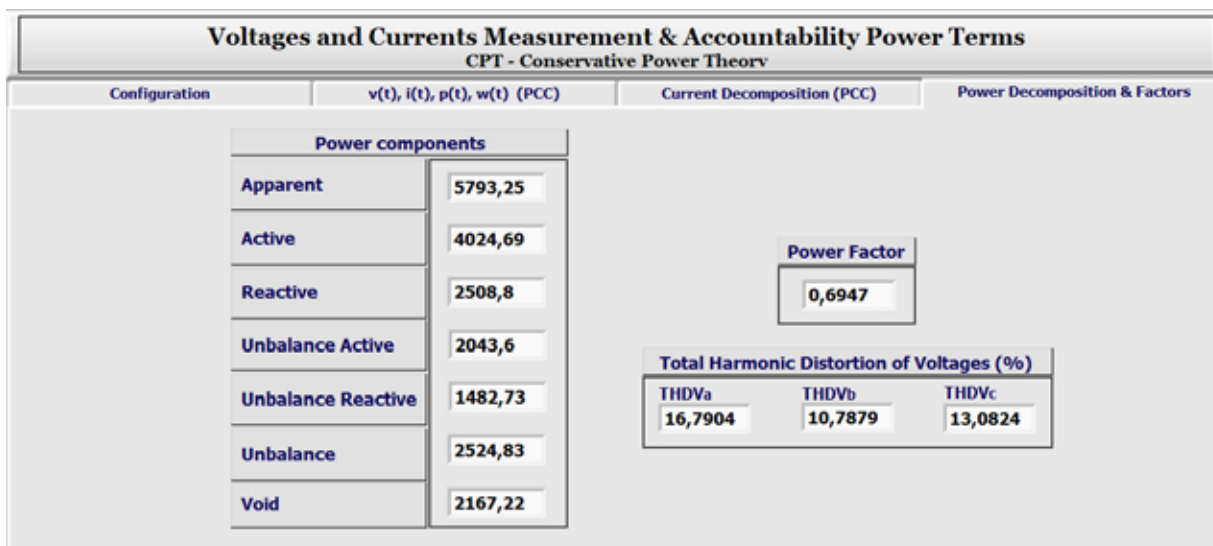 Voltages and Currents Measurement & Accountability Power Terms
CPT - Conservative Power Theory
Configuration
v(t), i(t), p(t), w(t) (PCC)
Current Decomposition (PCC)
Power Decomposition & Factors
Power components
Apparent 5793,25
Active 4024,69
Reactive 2508,8
Unbalance Active 2043,6
Unbalance Reactive 1482,73
Unbalance 2524,83
Void 2167,22
Power Factor
0,6947
Total Harmonic Distortion of Voltages (%)
THDVa THDVb THDVc
16,7904 10,7879 13,0824